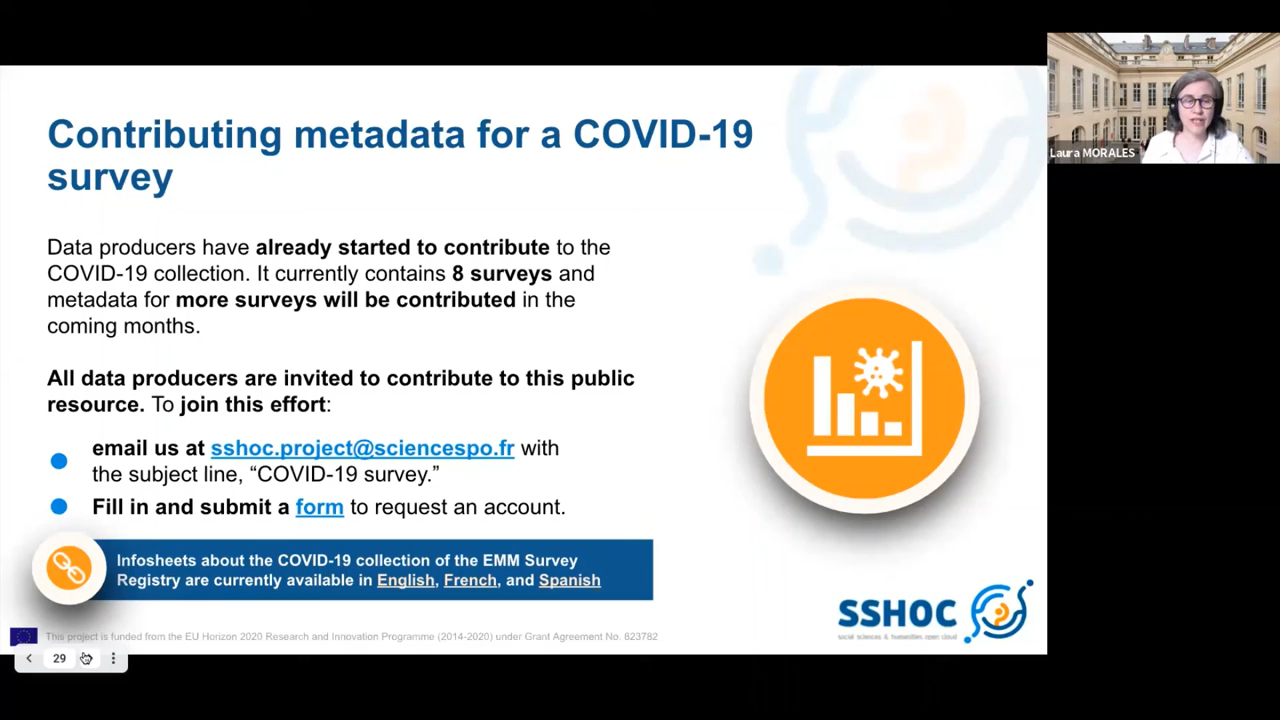 Contributing metadata for a COVID-19
survey
Data producers have already started to contribute to the
COVID-19 collection. It currently contains 8 surveys and
metadata for more surveys will be contributed in the
coming months.
All data producers are invited to contribute to this public
resource. To join this effort:
email us at sshoc.project@sciencespo.fr with
the subject line, “COVID-19 survey.”
Fill in and submit a form to request an account.
Infosheets about the COVID-19 collection of the EMM Survey
Registry are currently available in English, French, and Spanish
SSHOC
social sciences & humanities open cloud
This project is funded from the EU Horizon 2020 Research and Innovation Programme (2014-2020) under Grant Agreement No. 823782
29
Laura MORALES